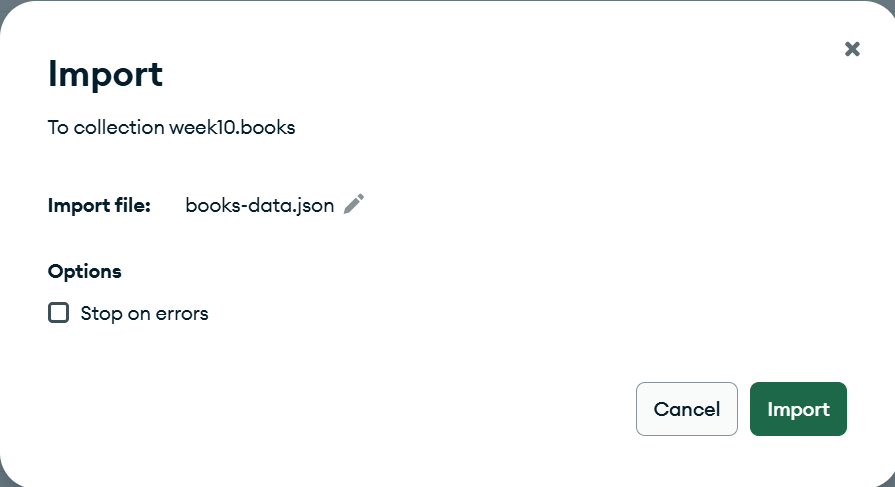 Import
To collection week10.books
Import file: books-data.json
Options
Stop on errors
Cancel Import